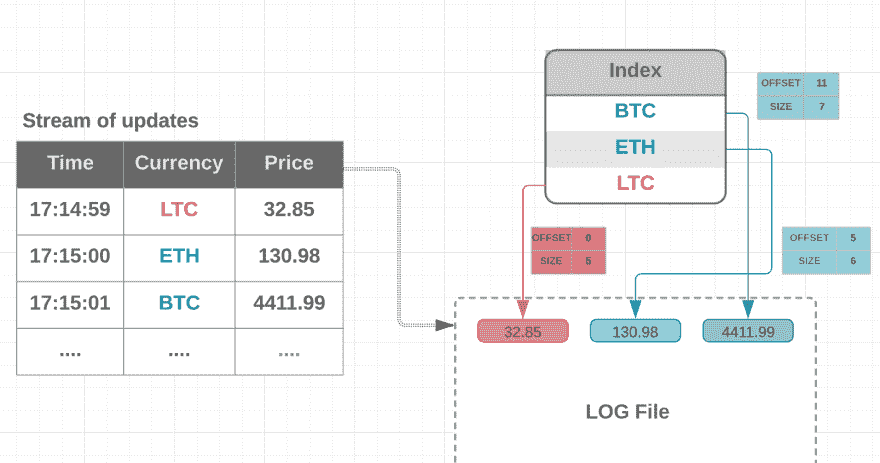 Stream of updates
Time Currency Price
17:14:59 LTC 32.85
17:15:00 ETH 130.98
17:15:01 BTC 4411.99
.... .... ....
Index
BTC
ETH
LTC
OFFSET 11
SIZE 7
OFFSET 0
SIZE 5
OFFSET 5
SIZE 6
32.85 130.98 4411.99
LOG File